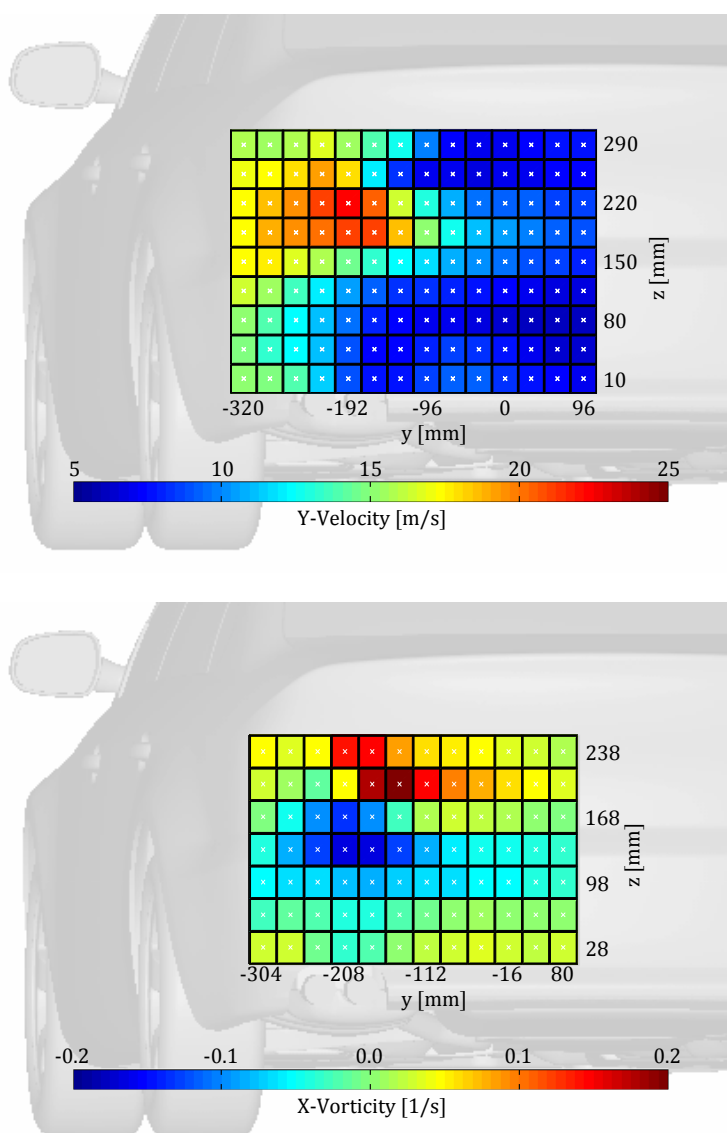 290
220
150
80
10
z [mm]
-320 -192 -96 0 96
y [mm]
5 10 15 20 25
Y-Velocity [m/s]
238
168
98
28
z [mm]
-304 -208 -112 -16 80
y [mm]
-0.2 -0.1 0.0 0.1 0.2
X-Vorticity [1/s]